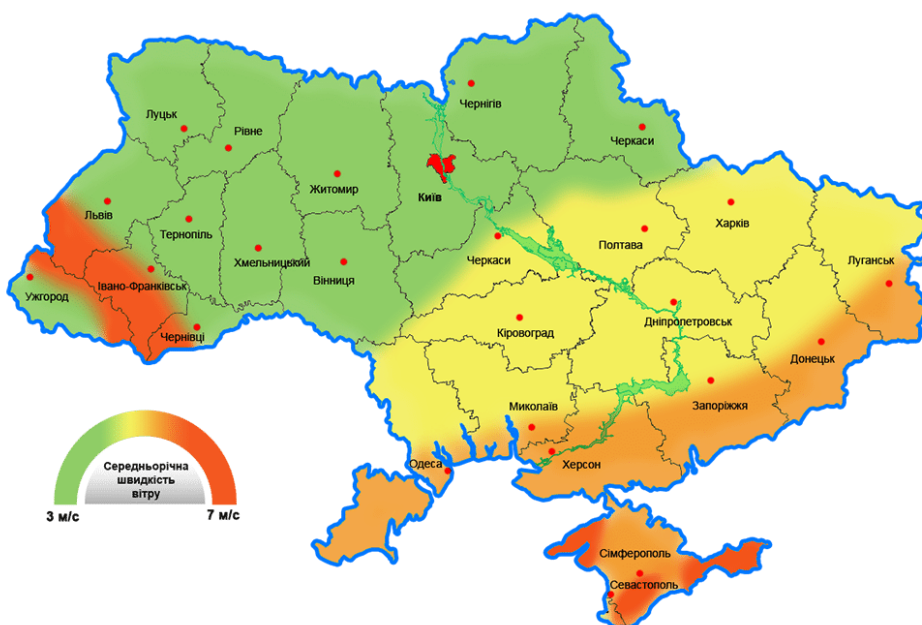 Чернігів
Луцьк
Рівне
Черкаси
Житомир
Київ
Львів
Тернопіль
Харків
Полтава
Черкаси
Хмельницький
Вінниця
Луганськ
Івано-Франківськ
Ужгород
Чернівці
Кіровоград
Дніпропетровськ
Донецьк
Запоріжжя
Миколаїв
Одеса
Херсон
Середньорічна
швидкість
вітру
3 м/с
7 м/с
Сімферополь
Севастополь